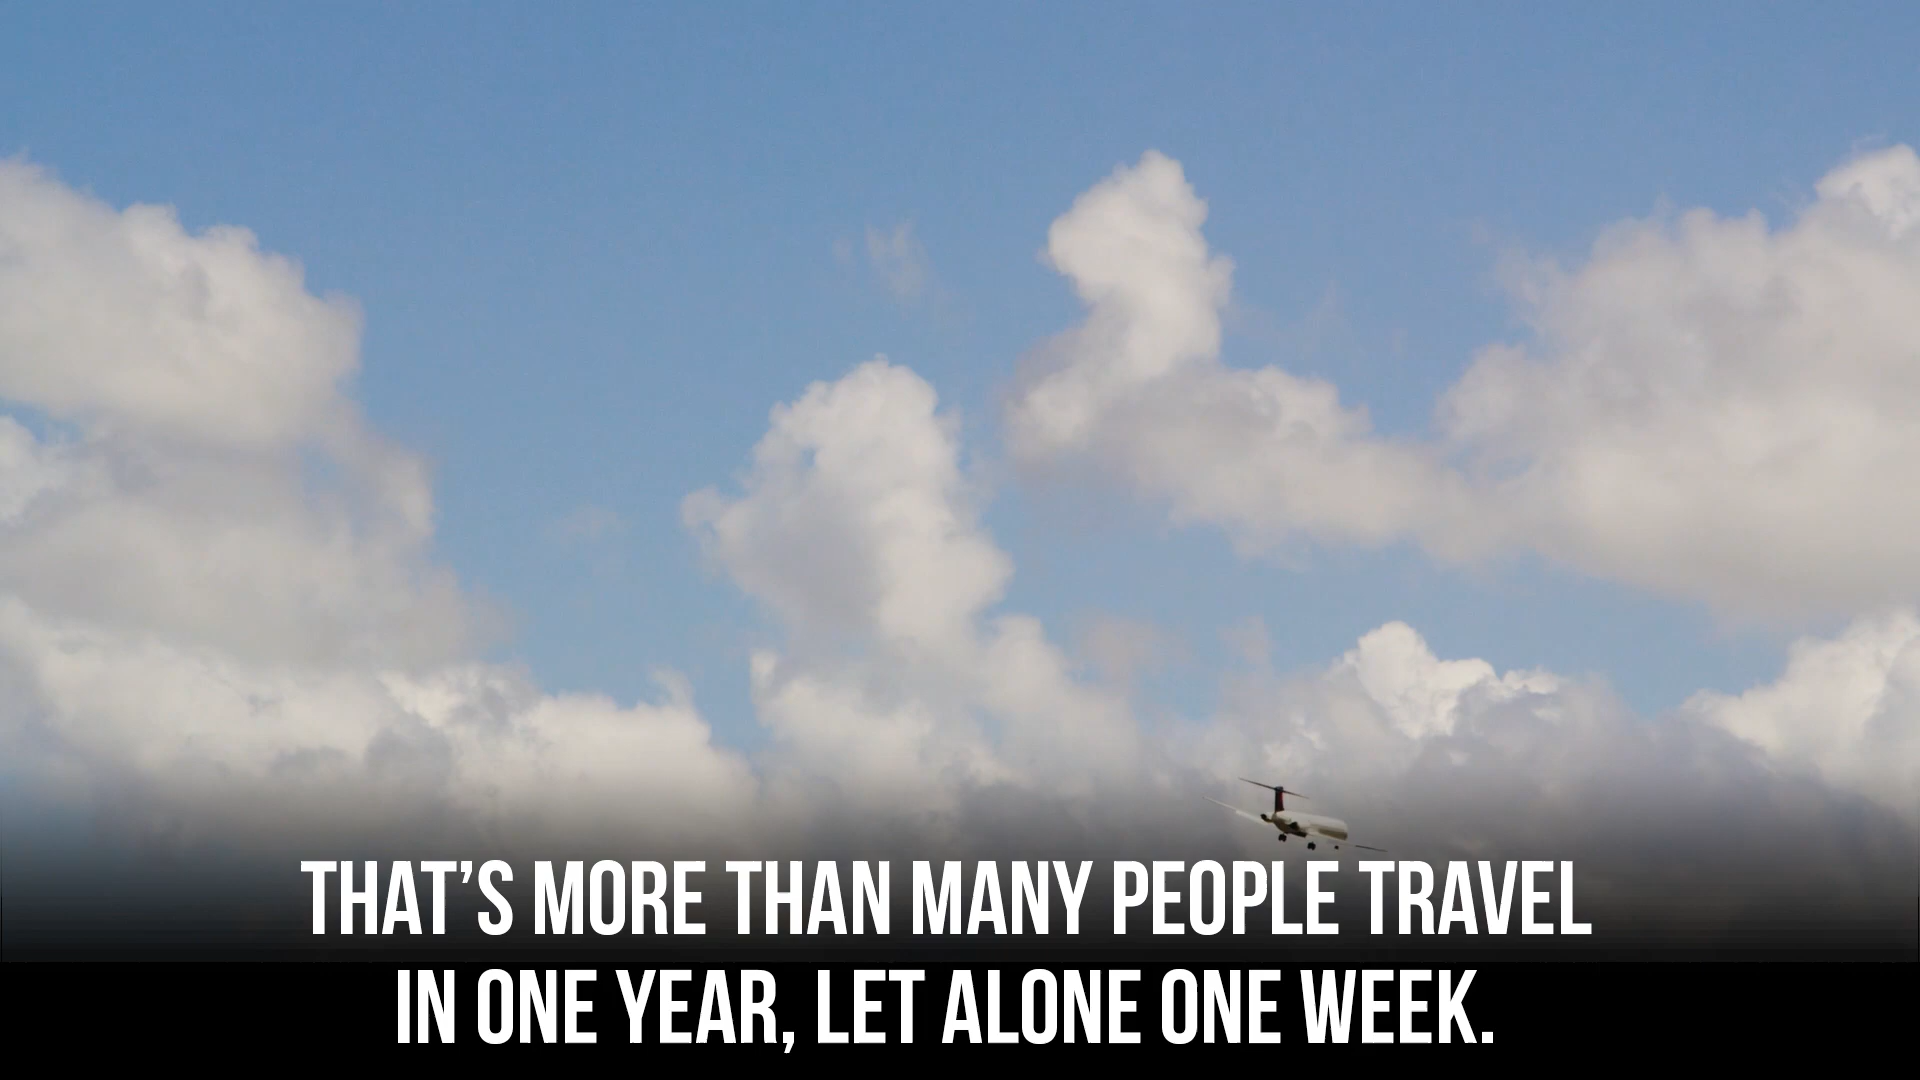 THAT’S MORE THAN MANY PEOPLE TRAVEL
IN ONE YEAR, LET ALONE ONE WEEK.